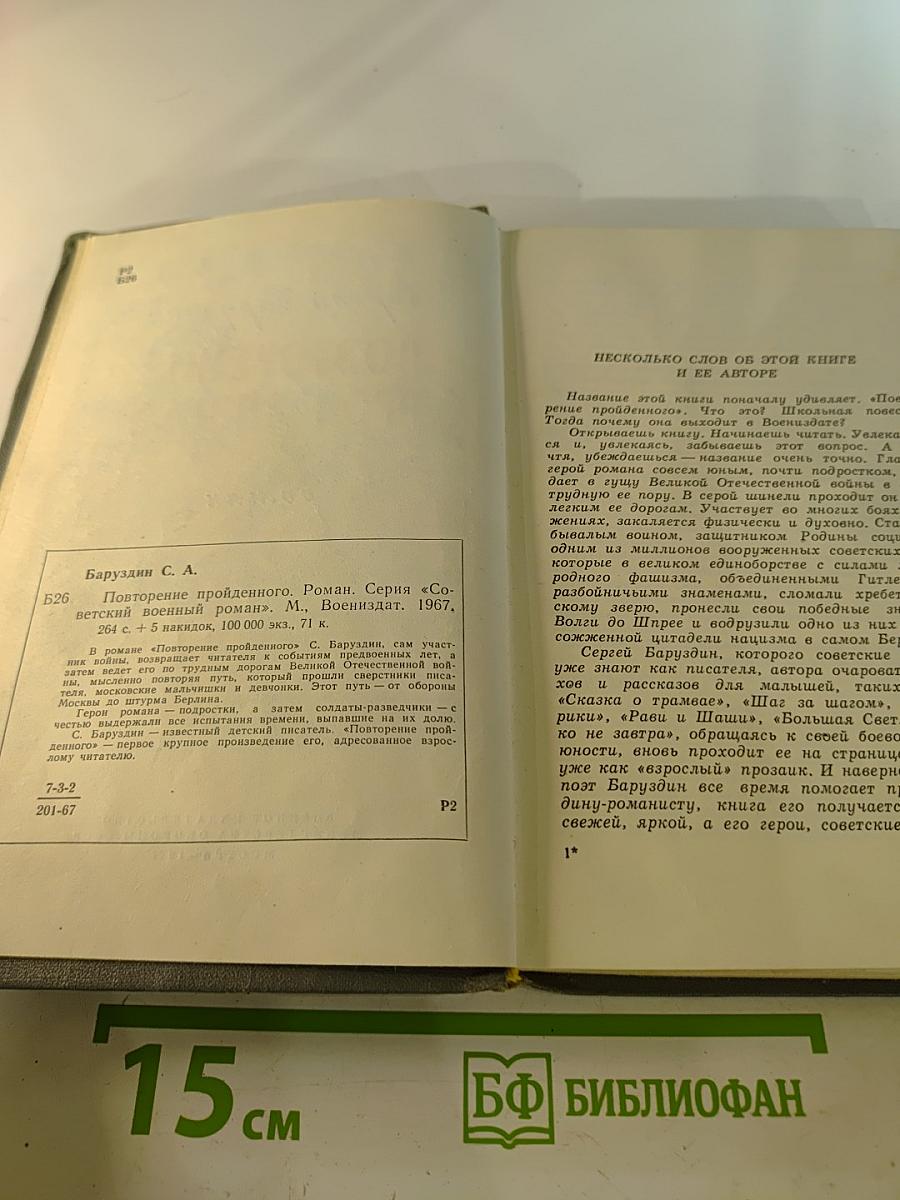 Р2
Б26
Баруздин С. А.
Б26 Повторение пройденного. Роман. Серия «Со-
ветский военный роман». М., Воениздат. 1967.
264 с. + 5 накидок, 100 000 экз., 71 к.
В романе «Повторение пройденного» С. Баруздин, сам участ-
ник войны, возвращает читателя к событиям предвоенных лет, а
затем ведет его по трудным дорогам Великой Отечественной вой-
ны, мысленно повторяя путь, который прошли сверстники писа-
теля, московские мальчишки и девчонки. Этот путь — от обороны
Москвы до штурма Берлина.
Герои романа — подростки, а затем солдаты-разведчики — с
честью выдержали все испытания времени, выпавшие на их долю.
С. Баруздин — известный детский писатель. «Повторение прой-
денного» — первое крупное произведение его, адресованное взрос-
лому читателю.
7-3-2
201-67
Р2
НЕСКОЛЬКО СЛОВ ОБ ЭТОЙ КНИГЕ
И ЕЕ АВТОРЕ
Название этой книги поначалу удивляет. «Пов
рение пройденного». Что это? Школьная повес
Тогда почему она выходит в Воениздате?
Открываешь книгу. Начинаешь читать. Увлека
ся и, увлекаясь, забываешь этот вопрос. А
чтя, убеждаешься — название очень точно. Гла
герой романа совсем юным, почти подростком,
дает в гущу Великой Отечественной войны в
трудную ее пору. В серой шинели проходит он
легким ее дорогам. Участвует во многих боях
жениях, закаляется физически и духовно. Ста
бывалым воином, защитником Родины соци
одним из миллионов вооруженных советских
которые в великом единоборстве с силами
родного фашизма, объединенными Гитле
разбойничьими знаменами, сломали хребет
скому зверю, пронесли свои победные зн
Волги до Шпрее и водрузили одно из них
сожженной цитадели нацизма в самом Бер
Сергей Баруздин, которого советские
уже знают как писателя, автора очароват
хов и рассказов для малышей, таких
«Сказка о трамвае», «Шаг за шагом»,
рики», «Рави и Шаши», «Большая Свет
ко не завтра», обращаясь к своей боево
юности, вновь проходит ее на страниц
уже как «взрослый» прозаик. И наверн
поэт Баруздин все время помогает пр
дину-романисту, книга его получаетс
свежей, яркой, а его герои, советские
1*
15 см
БФ БИБЛИОФАН